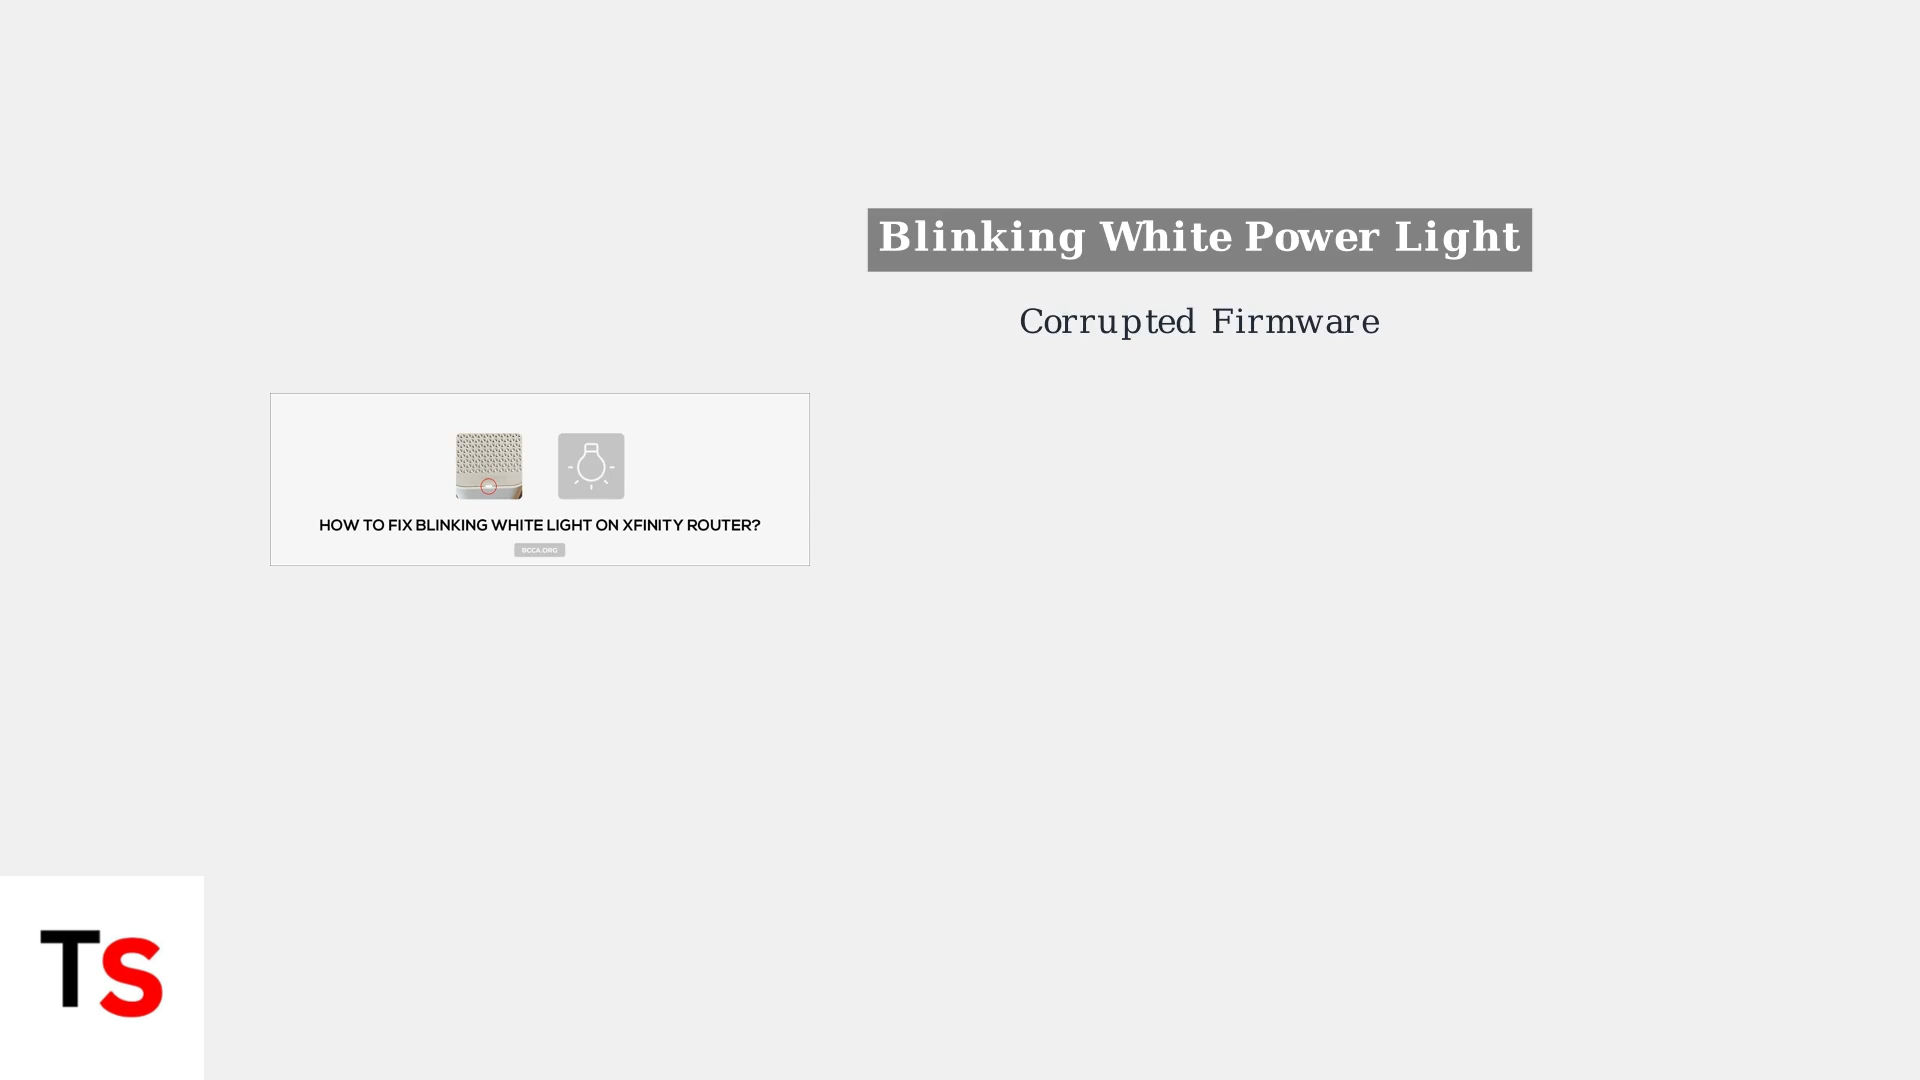 Blinking White Power Light
Corrupted Firmware
HOW TO FIX BLINKING WHITE LIGHT ON XFINITY ROUTER?
BCCA.ORG
TS